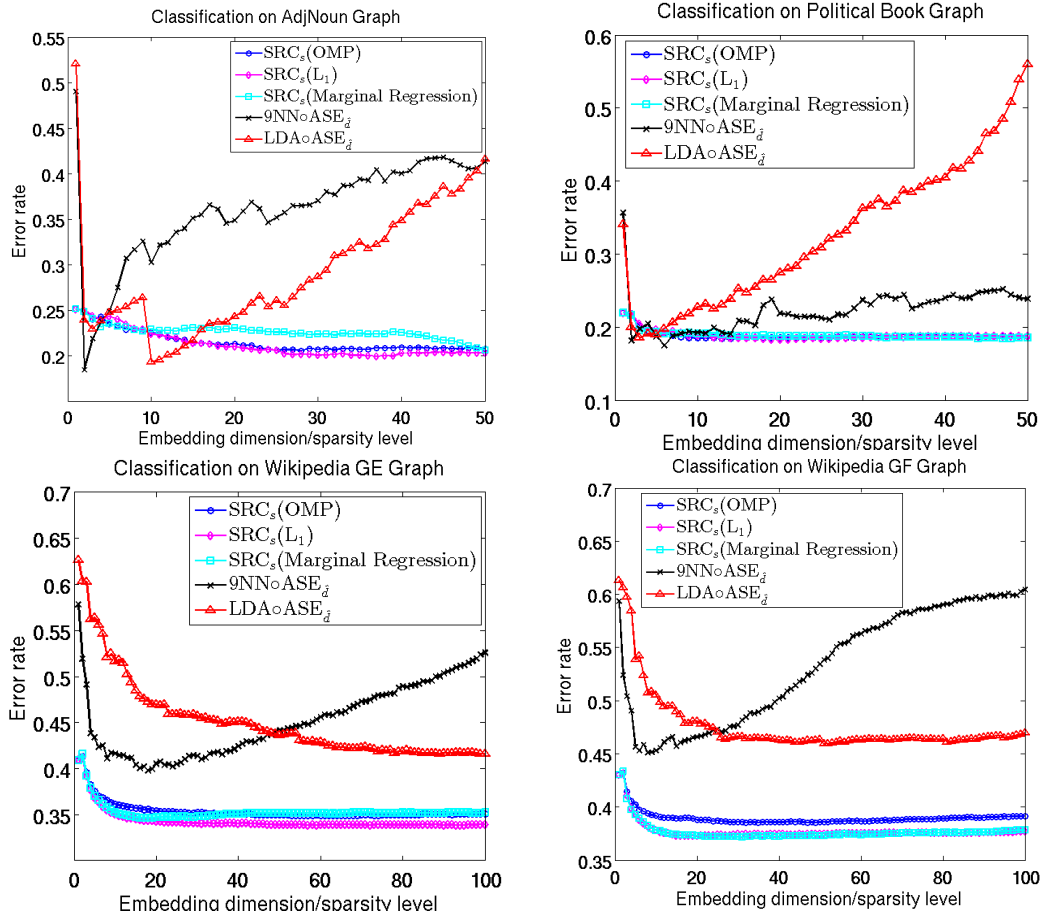 Classification on AdjNoun Graph
0.55
0.5
0.45
0.4
0.35
0.3
0.25
0.2
Error rate
SRCₛ(OMP)
SRCₛ(L₁)
SRCₛ(Marginal Regression)
9NN∘ASE_d̂
LDA∘ASE_d̂
0 10 20 30 40 50
Embedding dimension/sparsity level
Classification on Political Book Graph
0.6
0.5
0.4
0.3
0.2
0.1
Error rate
SRCₛ(OMP)
SRCₛ(L₁)
SRCₛ(Marginal Regression)
9NN∘ASE_d̂
LDA∘ASE_d̂
0 10 20 30 40 50
Embedding dimension/sparsity level
Classification on Wikipedia GE Graph
0.7
0.65
0.6
0.55
0.5
0.45
0.4
0.35
Error rate
SRCₛ(OMP)
SRCₛ(L₁)
SRCₛ(Marginal Regression)
9NN∘ASE_d̂
LDA∘ASE_d̂
0 20 40 60 80 100
Embedding dimension/sparsity level
Classification on Wikipedia GF Graph
0.7
0.65
0.6
0.55
0.5
0.45
0.4
0.35
Error rate
SRCₛ(OMP)
SRCₛ(L₁)
SRCₛ(Marginal Regression)
9NN∘ASE_d̂
LDA∘ASE_d̂
0 20 40 60 80 100
Embedding dimension/sparsity level